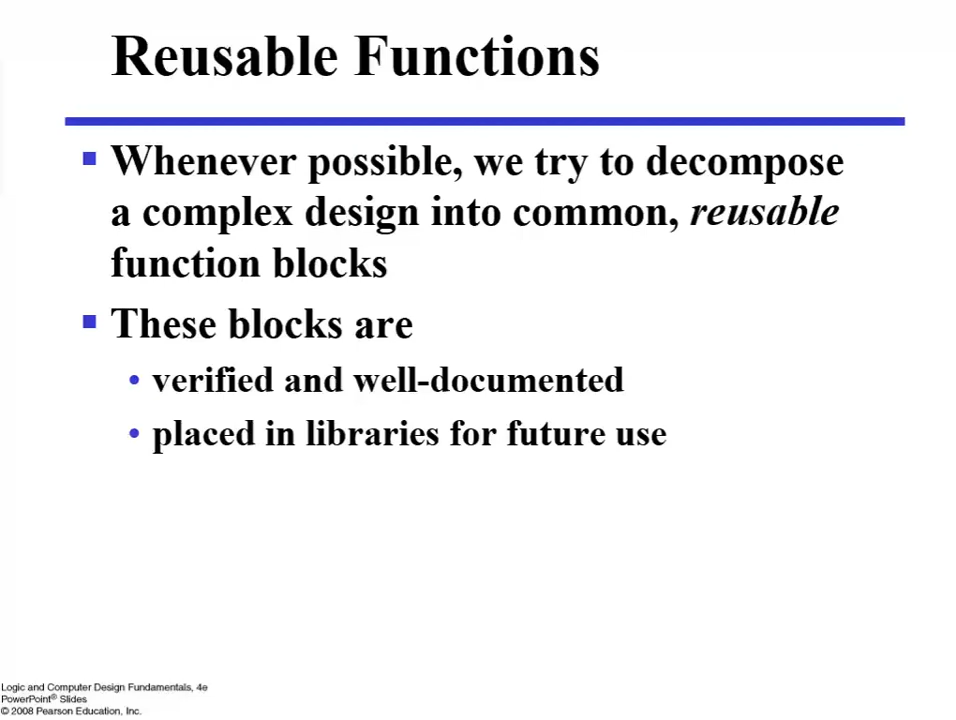 Reusable Functions
▪ Whenever possible, we try to decompose
a complex design into common, reusable
function blocks
▪ These blocks are
• verified and well-documented
• placed in libraries for future use
Logic and Computer Design Fundamentals, 4e
PowerPoint® Slides
© 2008 Pearson Education, Inc.